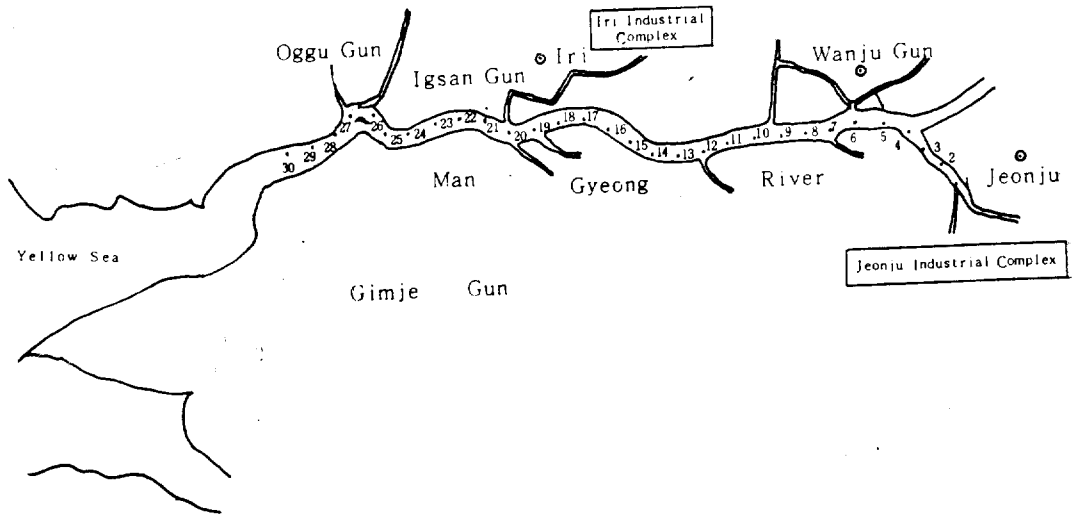 Iri Industrial
Complex
Oggu Gun
Iri
Wanju Gun
Igsan Gun
30 29 28 27 26 25 24 23 22 21 20 19 18 17 16 15 14 13 12 11 10 9 8 7 6 5 4 3 2 1
Man Gyeong River
Jeonju
Yellow Sea
Jeonju Industrial Complex
Gimje Gun